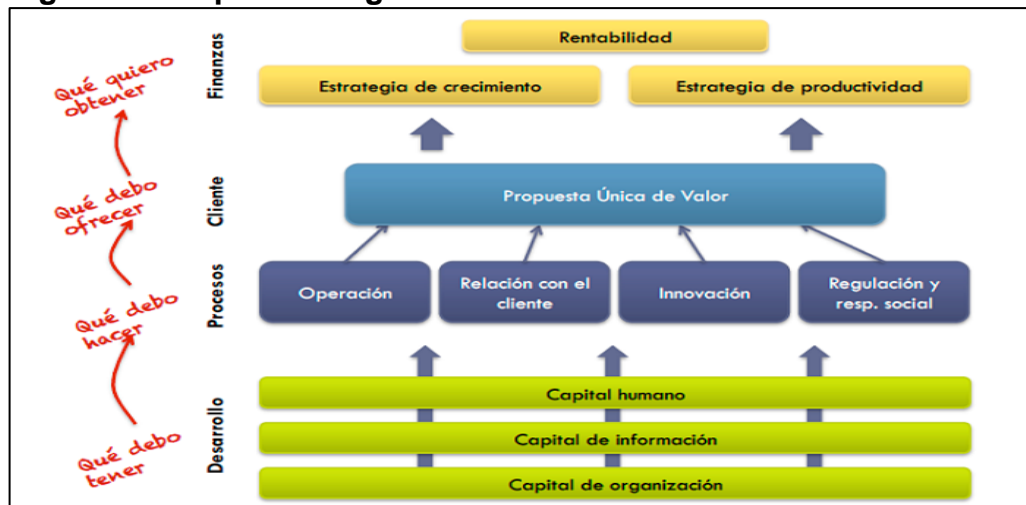 Rentabilidad
Finanzas
Qué quiero
obtener
Estrategia de crecimiento
Estrategia de productividad
Cliente
Qué debo
ofrecer
Propuesta Única de Valor
Procesos
Qué debo
hacer
Operación
Relación con el
cliente
Innovación
Regulación y
resp. social
Desarrollo
Qué debo
tener
Capital humano
Capital de información
Capital de organización